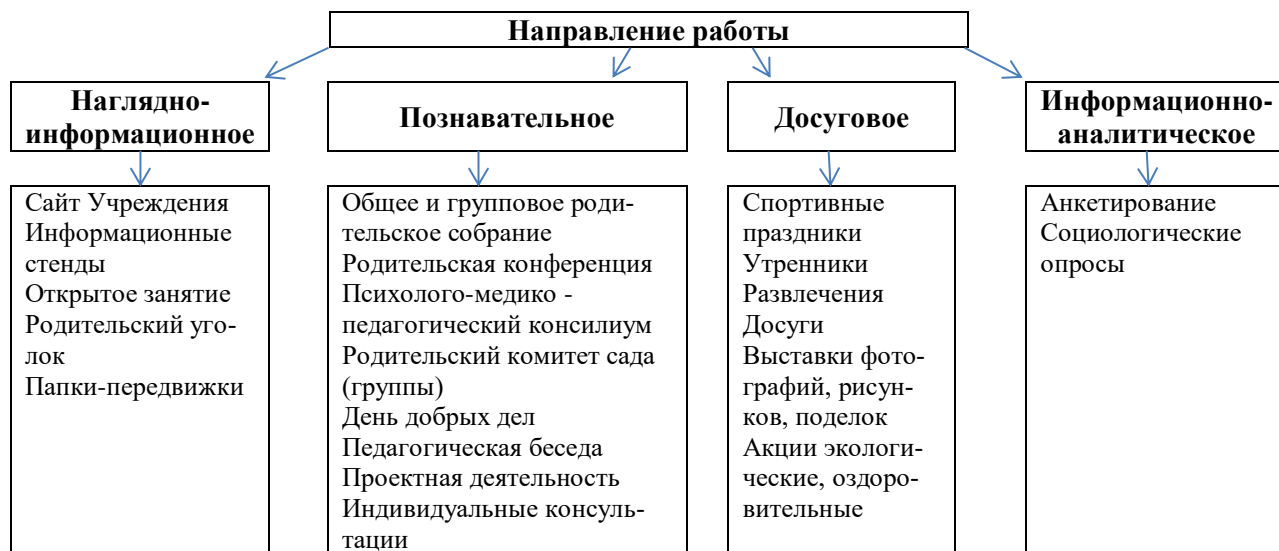 Направление работы
Наглядно-
информационное
Познавательное
Досуговое
Информационно-
аналитическое
Сайт Учреждения
Информационные
стенды
Открытое занятие
Родительский уго-
лок
Папки-передвижки
Общее и групповое роди-
тельское собрание
Родительская конференция
Психолого-медико -
педагогический консилиум
Родительский комитет сада
(группы)
День добрых дел
Педагогическая беседа
Проектная деятельность
Индивидуальные консуль-
тации
Спортивные
праздники
Утренники
Развлечения
Досуги
Выставки фото-
графий, рисун-
ков, поделок
Акции экологи-
ческие, оздоро-
вительные
Анкетирование
Социологические
опросы